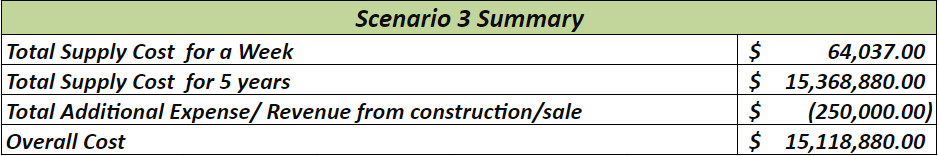 Scenario 3 Summary
Total Supply Cost for a Week $ 64,037.00
Total Supply Cost for 5 years $ 15,368,880.00
Total Additional Expense/ Revenue from construction/sale $ (250,000.00)
Overall Cost $ 15,118,880.00